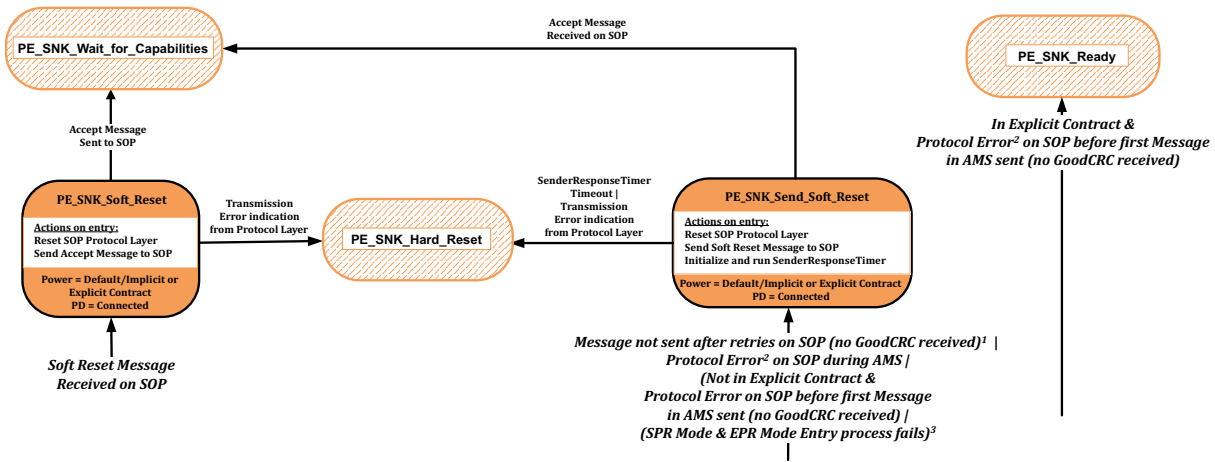 Accept Message
Received on SOP
PE_SNK_Wait_for_Capabilities
PE_SNK_Ready
Accept Message
Sent to SOP
In Explicit Contract &
Protocol Error² on SOP before first Message
in AMS sent (no GoodCRC received)
PE_SNK_Soft_Reset
Actions on entry:
Reset SOP Protocol Layer
Send Accept Message to SOP
Power = Default/Implicit or
Explicit Contract
PD = Connected
Transmission
Error indication
from Protocol Layer
PE_SNK_Hard_Reset
SenderResponseTimer
Timeout |
Transmission
Error indication
from Protocol Layer
PE_SNK_Send_Soft_Reset
Actions on entry:
Reset SOP Protocol Layer
Send Soft Reset Message to SOP
Initialize and run SenderResponseTimer
Power = Default/Implicit or Explicit Contract
PD = Connected
Soft Reset Message
Received on SOP
Message not sent after retries on SOP (no GoodCRC received)¹ |
Protocol Error² on SOP during AMS |
(Not in Explicit Contract &
Protocol Error on SOP before first Message
in AMS sent (no GoodCRC received) |
(SPR Mode & EPR Mode Entry process fails)³